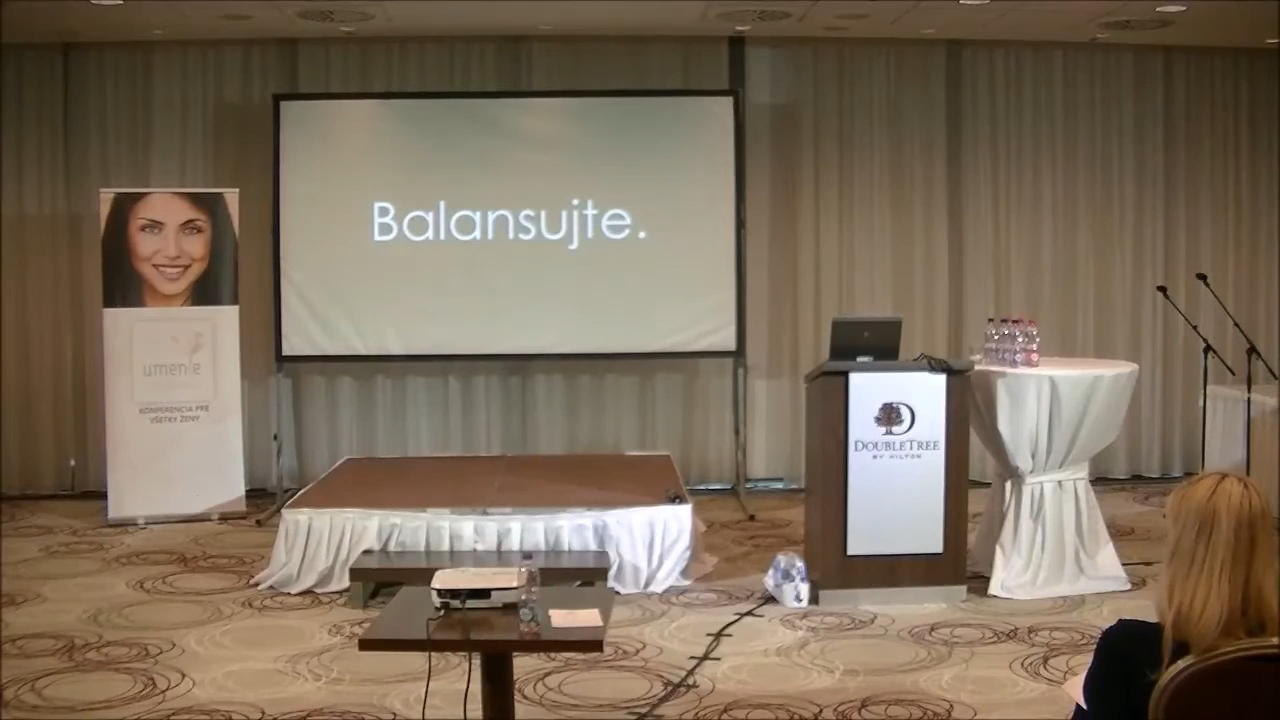 Balansujte.
umenie
KONFERENCIA PRE
VŠETKY ŽENY
D
DOUBLETREE
BY HILTON